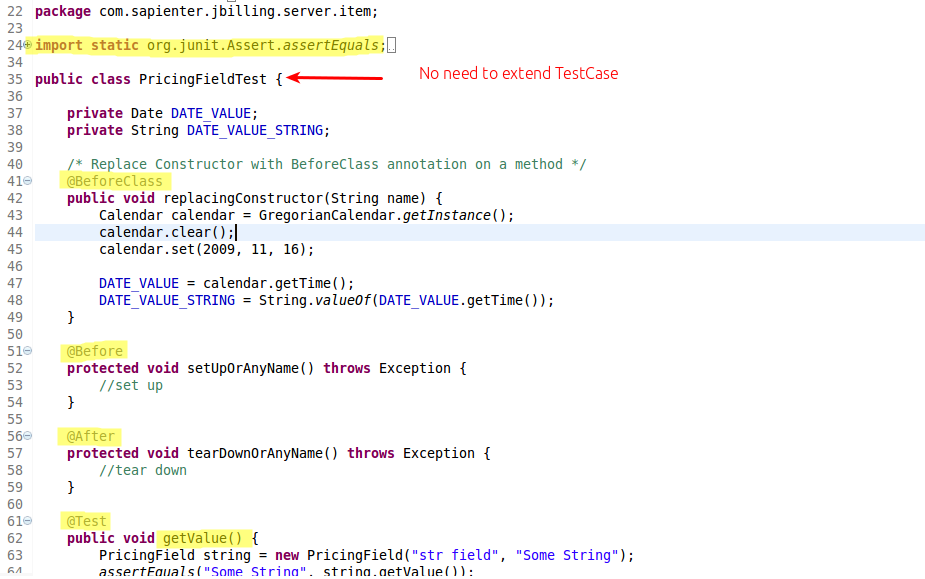 22 package com.sapienter.jbilling.server.item;
23
24 import static org.junit.Assert.assertEquals;
34
35 public class PricingFieldTest { No need to extend TestCase
36
37     private Date DATE_VALUE;
38     private String DATE_VALUE_STRING;
39
40     /* Replace Constructor with BeforeClass annotation on a method */
41     @BeforeClass
42     public void replacingConstructor(String name) {
43         Calendar calendar = GregorianCalendar.getInstance();
44         calendar.clear();
45         calendar.set(2009, 11, 16);
46
47         DATE_VALUE = calendar.getTime();
48         DATE_VALUE_STRING = String.valueOf(DATE_VALUE.getTime());
49     }
50
51     @Before
52     protected void setUpOrAnyName() throws Exception {
53         //set up
54     }
55
56     @After
57     protected void tearDownOrAnyName() throws Exception {
58         //tear down
59     }
60
61     @Test
62     public void getValue() {
63         PricingField string = new PricingField("str field", "Some String");
64         assertEquals("Some String", string.getValue());